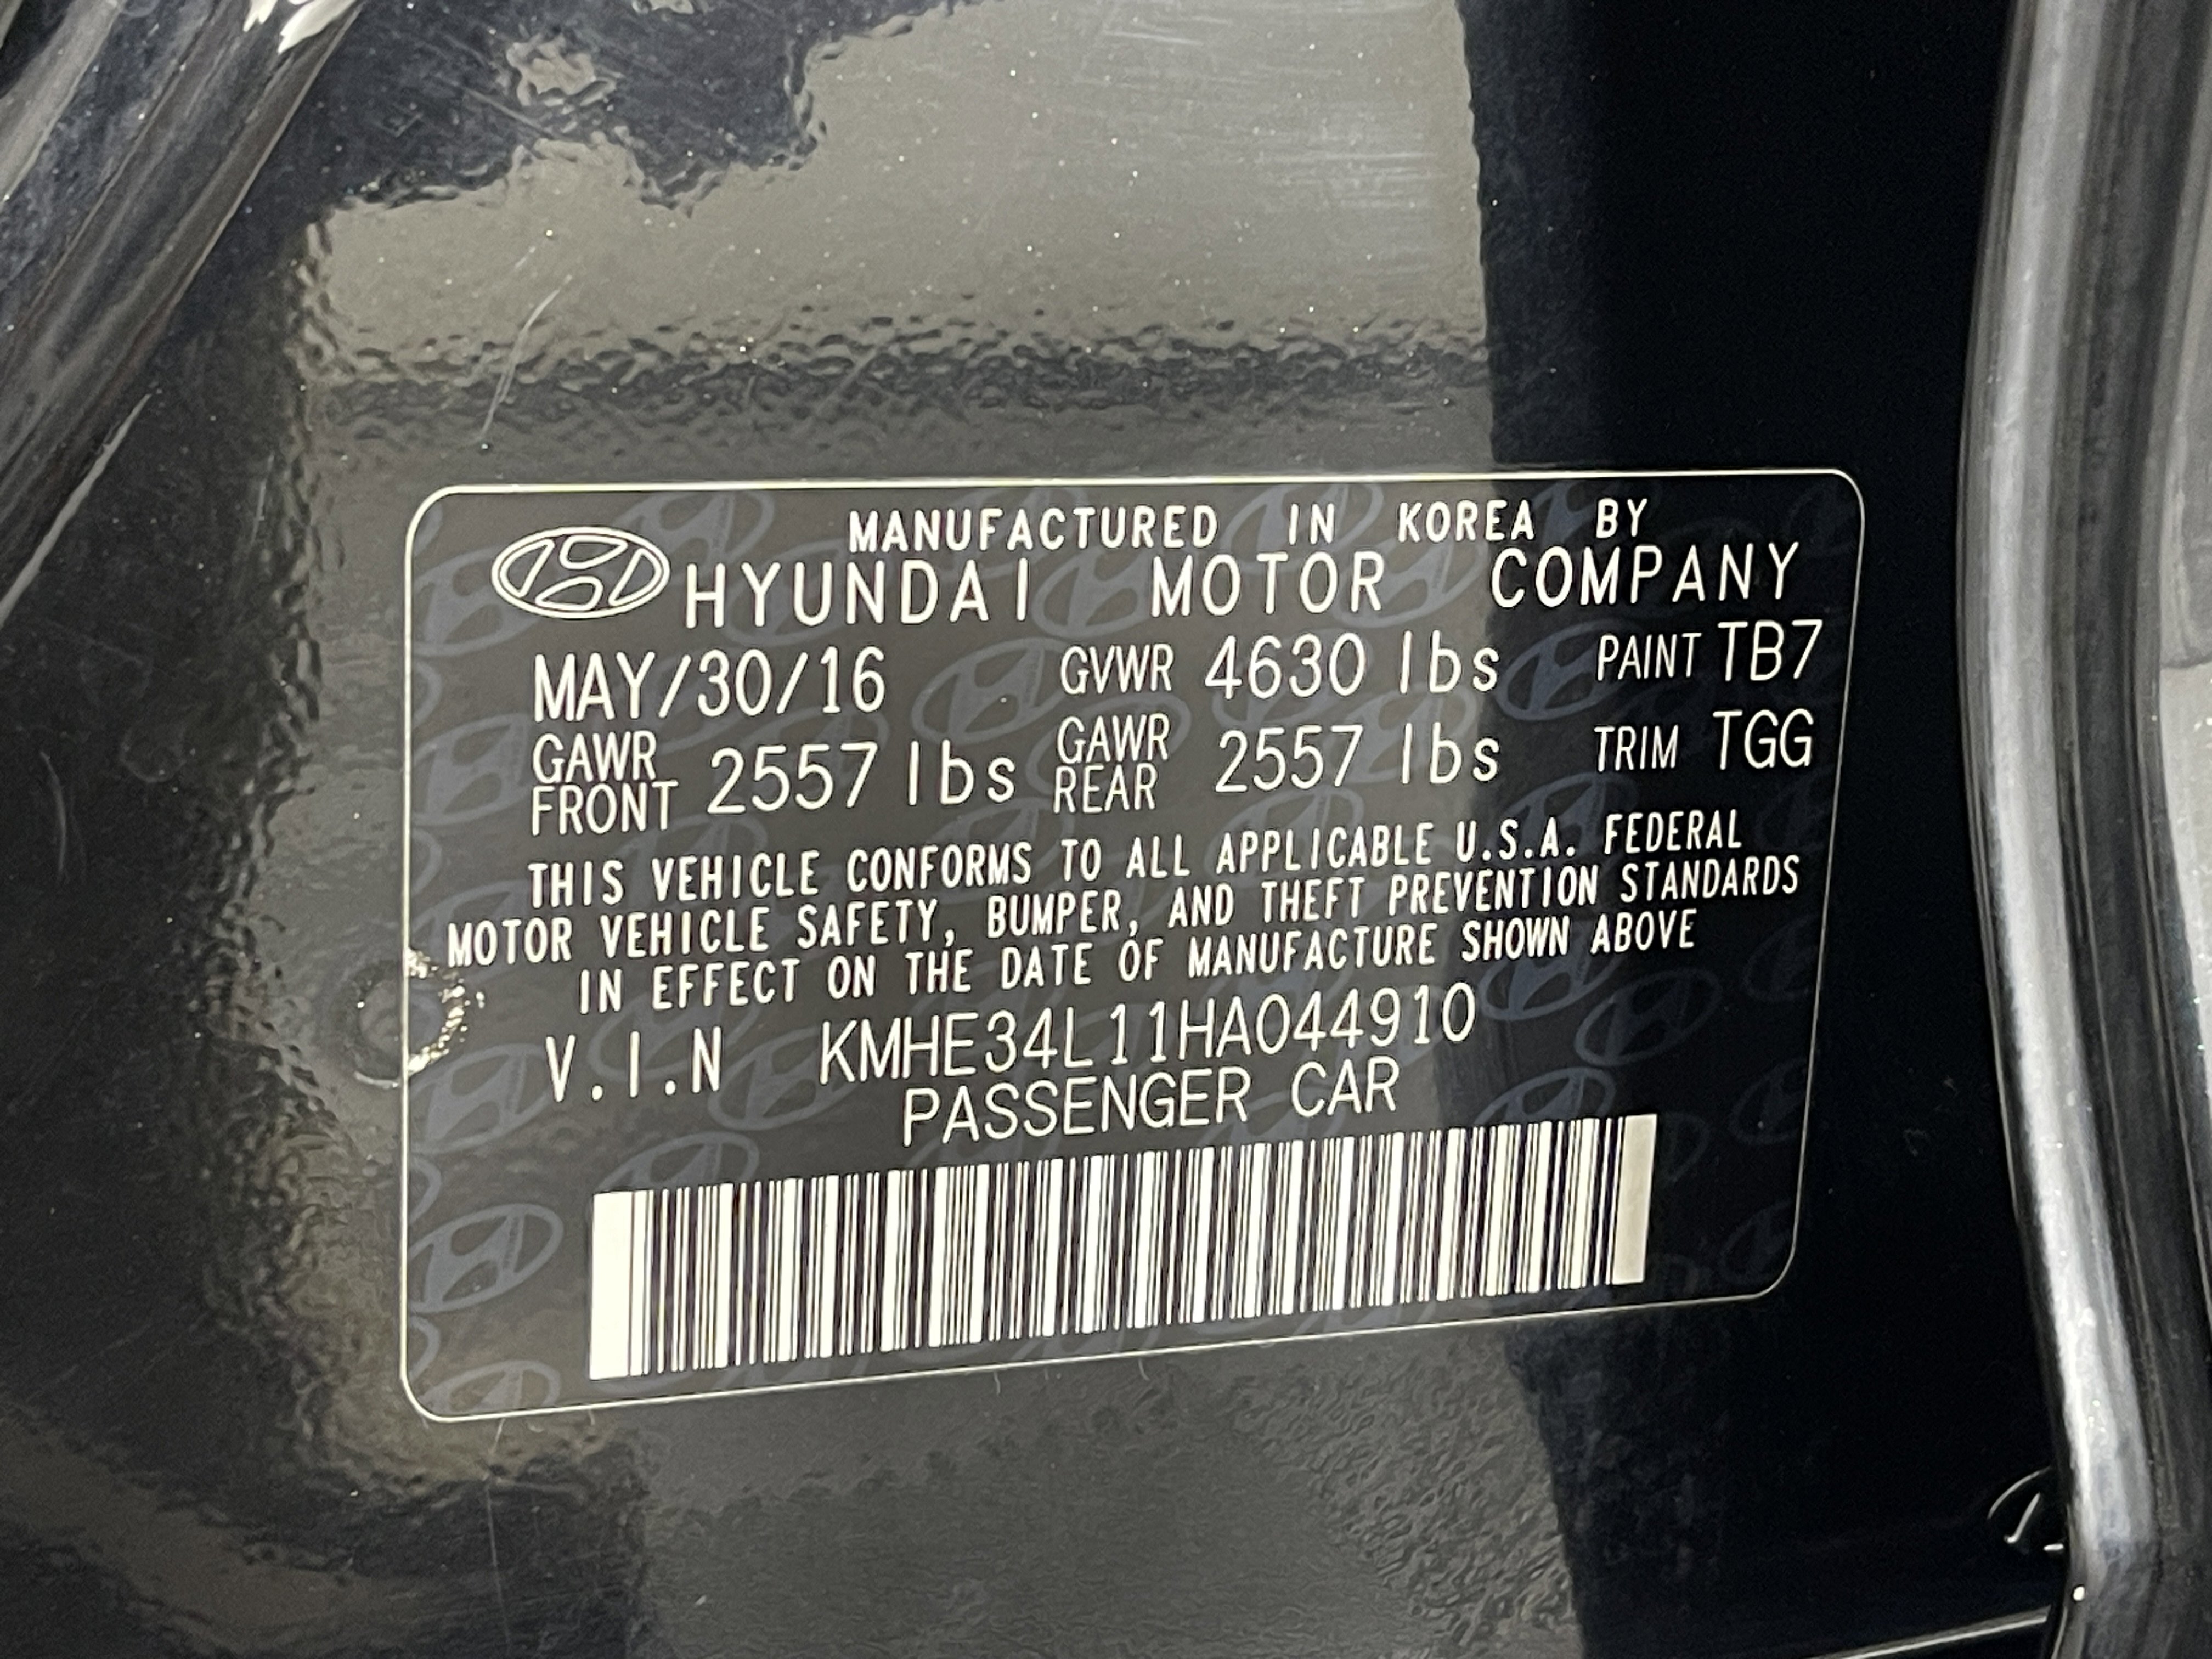 MANUFACTURED IN KOREA BY
HYUNDAI MOTOR COMPANY
MAY/30/16 GVWR 4630 lbs PAINT TB7
GAWR FRONT 2557 lbs GAWR REAR 2557 lbs TRIM TGG
THIS VEHICLE CONFORMS TO ALL APPLICABLE U.S.A. FEDERAL
MOTOR VEHICLE SAFETY, BUMPER, AND THEFT PREVENTION STANDARDS
IN EFFECT ON THE DATE OF MANUFACTURE SHOWN ABOVE
V.I.N KMHE34L11HA044910
PASSENGER CAR